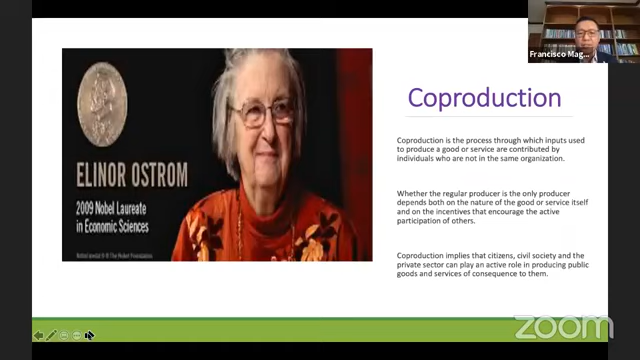 Francisco Mag...
Coproduction
Coproduction is the process through which inputs used
to produce a good or service are contributed by
individuals who are not in the same organization.
Whether the regular producer is the only producer
depends both on the nature of the good or service itself
and on the incentives that encourage the active
participation of others.
Coproduction implies that citizens, civil society and the
private sector can play an active role in producing public
goods and services of consequence to them.
ELINOR OSTROM
2009 Nobel Laureate
in Economic Sciences
zoom